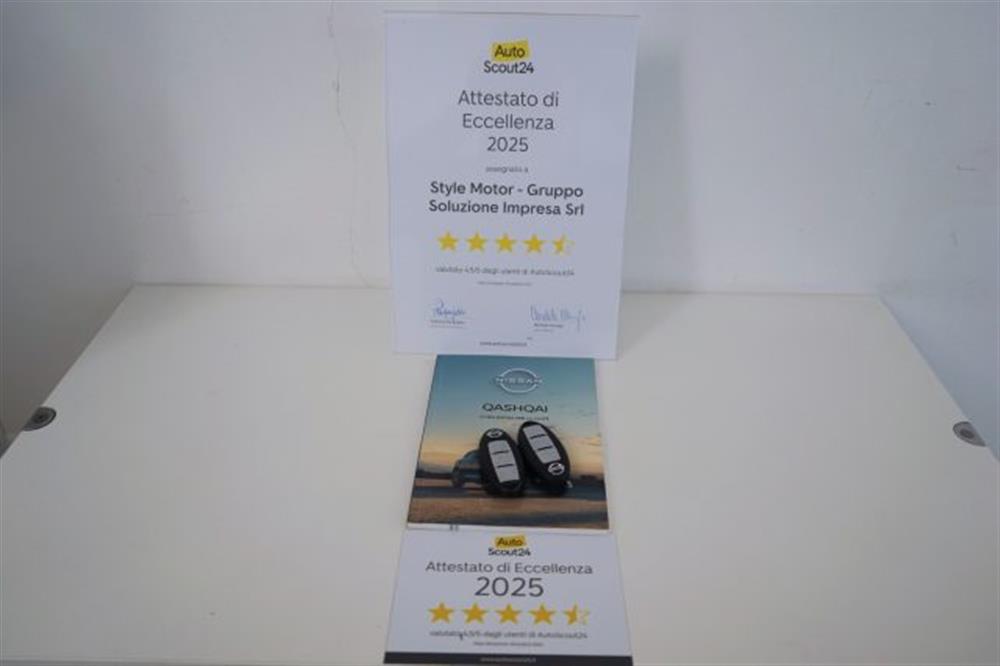 Auto
Scout24
Attestato di
Eccellenza
2025
assegnato a
Style Motor - Gruppo
Soluzione Impresa Srl
valutato 4.5/5 dagli utenti di AutoScout24
NISSAN
QASHQAI
Auto
Scout24
Attestato di Eccellenza
2025
valutato 4.5/5 dagli utenti di AutoScout24